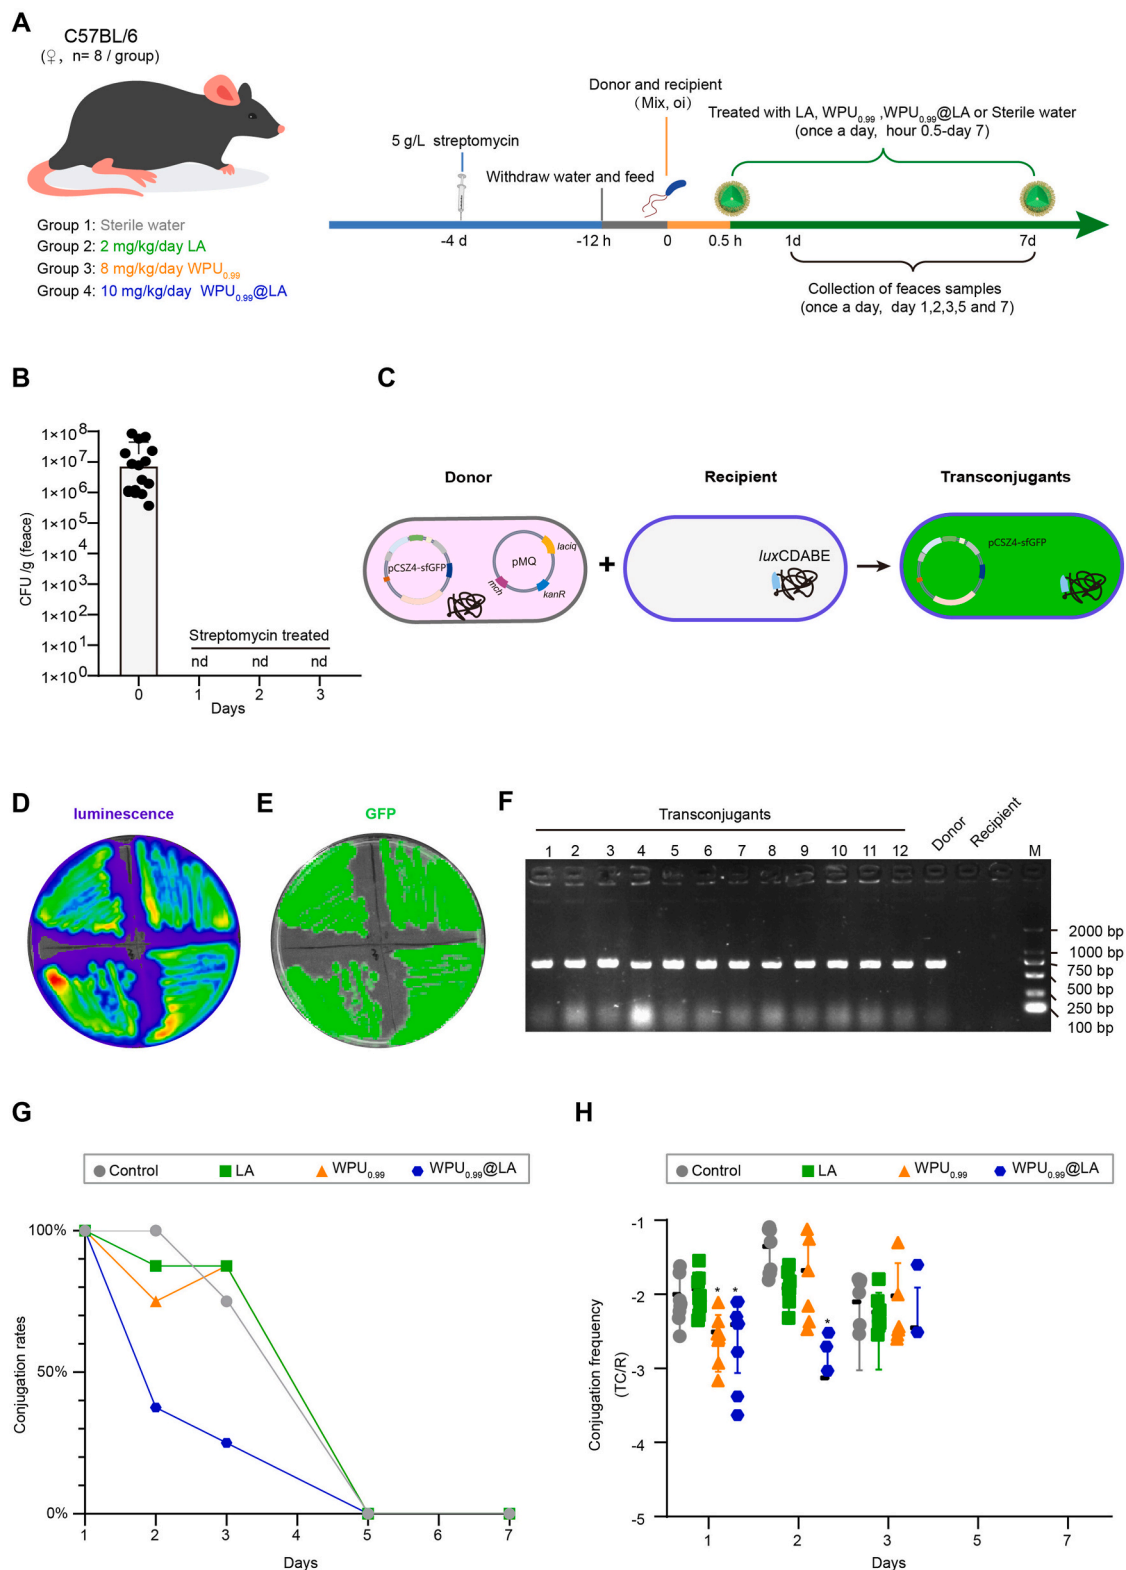 A
C57BL/6
(♀, n= 8 / group)
Group 1: Sterile water
Group 2: 2 mg/kg/day LA
Group 3: 8 mg/kg/day WPU0.99
Group 4: 10 mg/kg/day WPU0.99@LA
Donor and recipient
(Mix, oi)
Treated with LA, WPU0.99 ,WPU0.99@LA or Sterile water
(once a day, hour 0.5-day 7)
5 g/L streptomycin
Withdraw water and feed
-4 d
-12 h
0
0.5 h
1d
7d
Collection of feaces samples
(once a day, day 1,2,3,5 and 7)
B
CFU /g (feace)
1×10^8
1×10^7
1×10^6
1×10^5
1×10^4
1×10^3
1×10^2
1×10^1
1×10^0
Streptomycin treated
nd nd nd
0 1 2 3
Days
C
Donor
Recipient
Transconjugants
pCSZ4-sfGFP
pMQ
laciq
mch
kanR
+
luxCDABE
pCSZ4-sfGFP
D
luminescence
E
GFP
F
Transconjugants
Donor
Recipient
1 2 3 4 5 6 7 8 9 10 11 12
M
2000 bp
1000 bp
750 bp
500 bp
250 bp
100 bp
G
Control LA WPU0.99 WPU0.99@LA
Conjugation rates
100%
50%
0%
1 2 3 4 5 6 7
Days
H
Control LA WPU0.99 WPU0.99@LA
Conjugation frequency
(TC/R)
-1
-2
-3
-4
-5
* *
*
1 2 3 5 7
Days